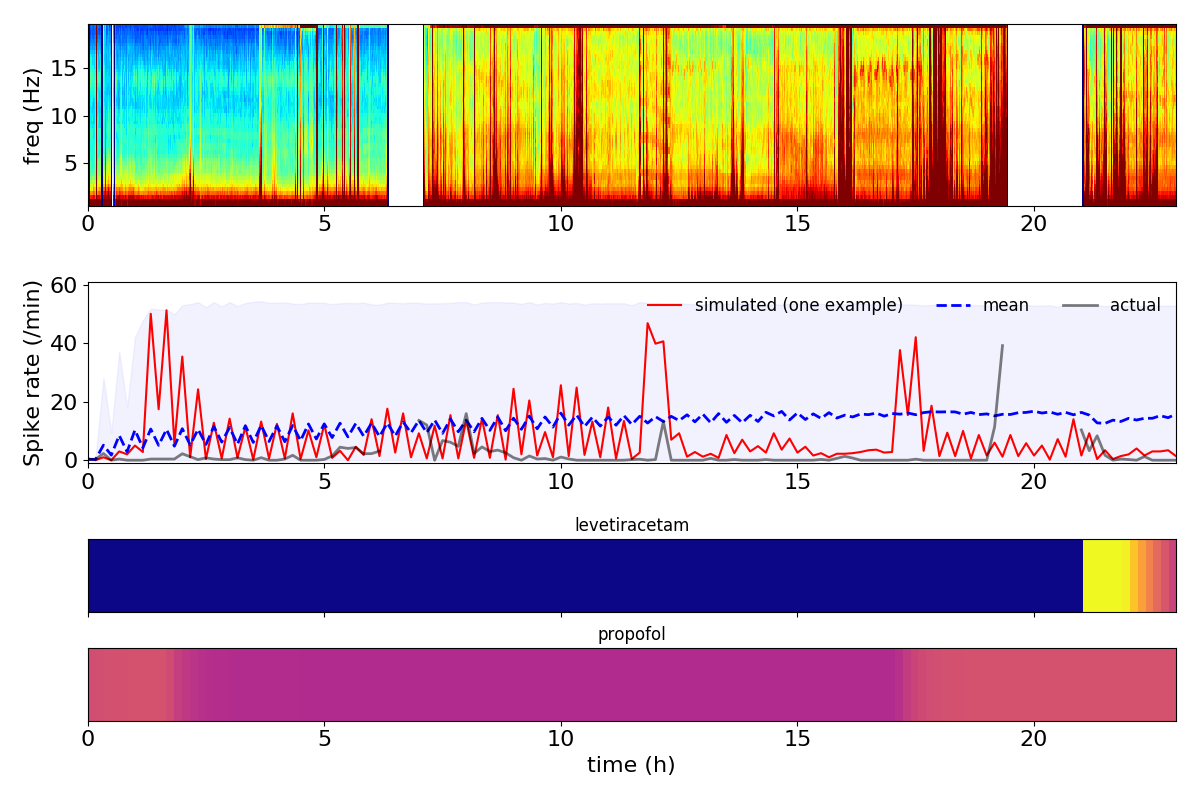 freq (Hz)
15
10
5
0 5 10 15 20
Spike rate (/min)
60
40
20
0
simulated (one example) mean actual
0 5 10 15 20
levetiracetam
propofol
0 5 10 15 20
time (h)